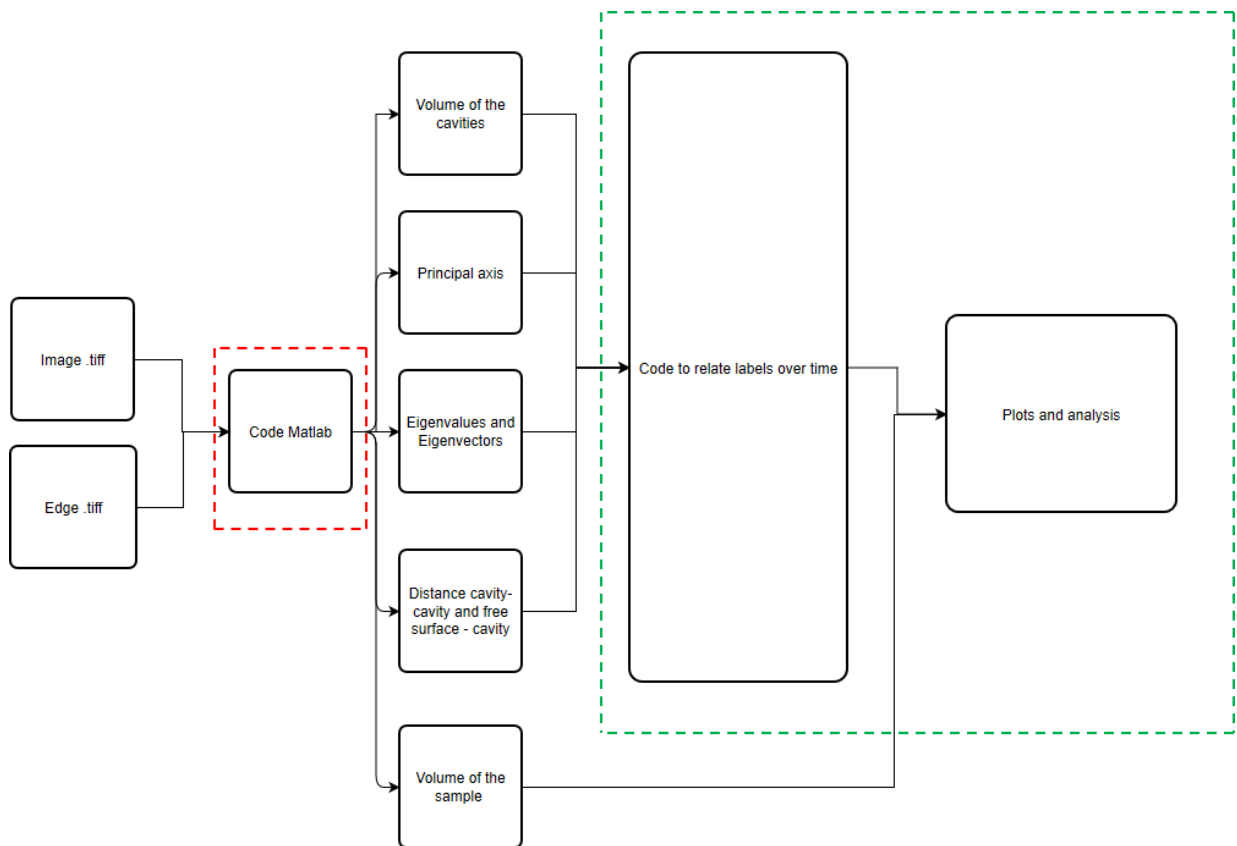 Volume of the
cavities
Principal axis
Image .tiff
Code Matlab
Eigenvalues and
Eigenvectors
Edge .tiff
Distance cavity-
cavity and free
surface - cavity
Volume of the
sample
Code to relate labels over time
Plots and analysis